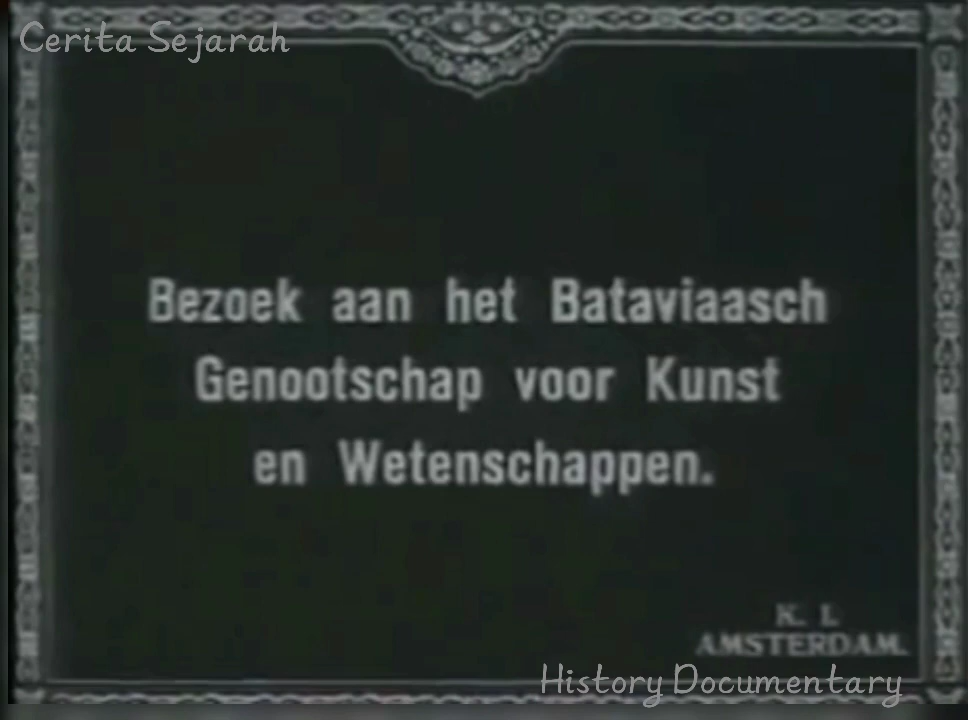 Cerita Sejarah
Bezoek aan het Bataviaasch
Genootschap voor Kunst
en Wetenschappen.
K. I.
AMSTERDAM.
History Documentary